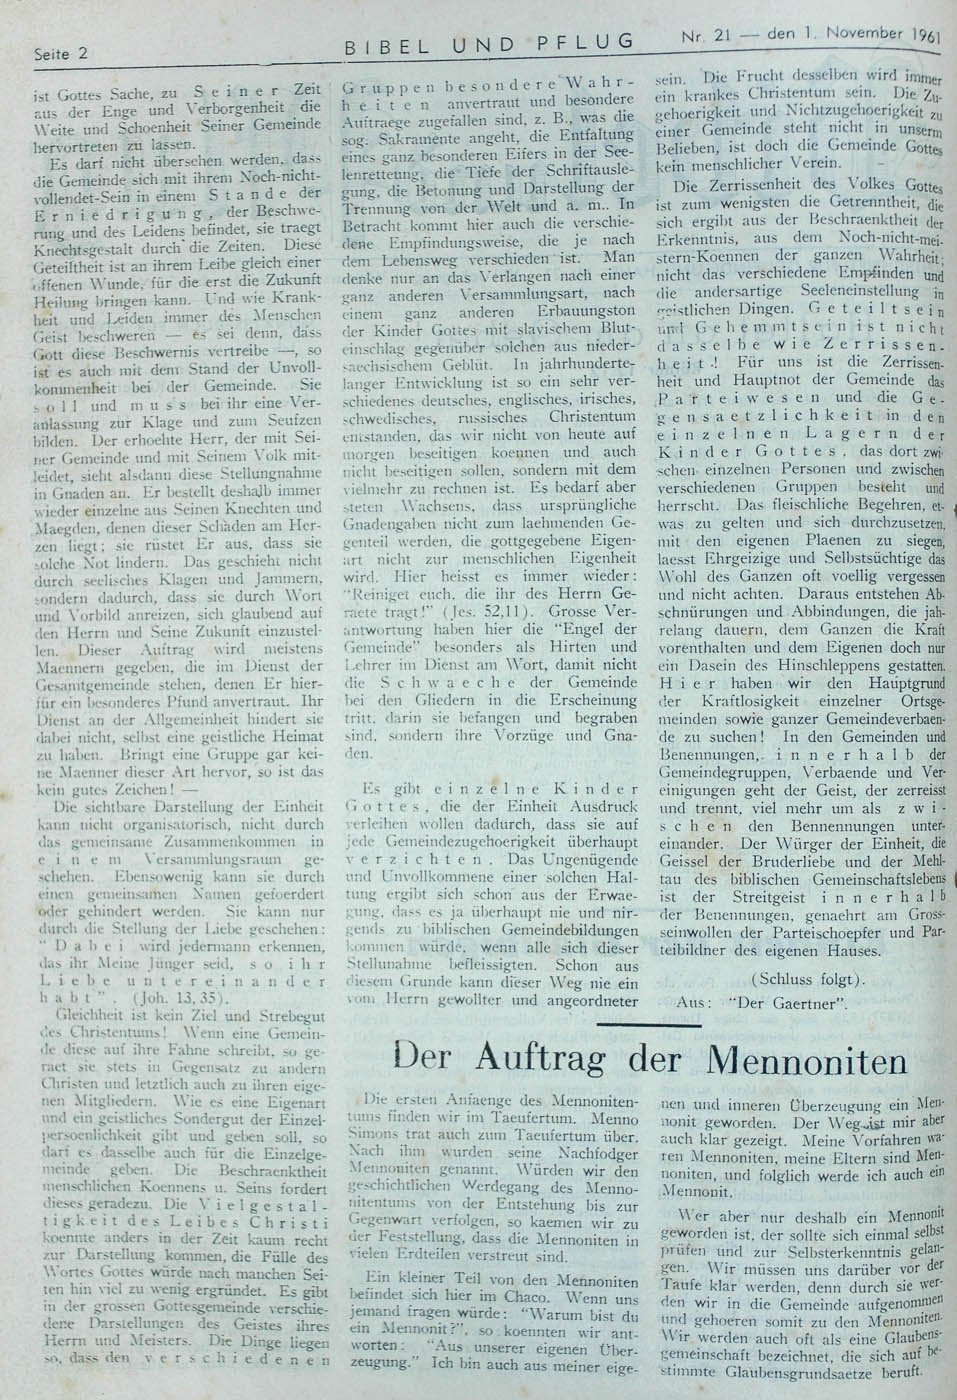 Seite 2
BIBEL UND PFLUG
Nr. 21 — den 1. November 1961
ist Gottes Sache, zu Seiner Zeit
aus der Enge und Verborgenheit die
Weite und Schoenheit Seiner Gemeinde
hervortreten zu lassen.
Es darf nicht übersehen werden, dass
die Gemeinde sich mit ihrem Noch-nicht-
vollendet-Sein in einem Stande der
Erniedrigung, der Beschwe-
rung und des Leidens befindet, sie traegt
Knechtsgestalt durch die Zeiten. Diese
Geteiltheit ist an ihrem Leibe gleich einer
offenen Wunde, für die erst die Zukunft
Heilung bringen kann. Und wie Krank-
heit und Leiden immer des Menschen
Geist beschweren — es sei denn, dass
Gott diese Beschwernis vertreibe —, so
ist es auch mit dem Stand der Unvoll-
kommenheit bei der Gemeinde. Sie
soll und muss bei ihr eine Ver-
anlassung zur Klage und zum Seufzen
bilden. Der erhoehte Herr, der mit Sei-
ner Gemeinde und mit Seinem Volk mit-
leidet, sieht alsdann diese Stellungnahme
in Gnaden an. Er bestellt deshalb immer
wieder einzelne aus Seinen Knechten und
Maegden, denen dieser Schaden am Her-
zen liegt; sie rüstet Er aus, dass sie
solche Not lindern. Das geschieht nicht
durch seelisches Klagen und Jammern,
sondern dadurch, dass sie durch Wort
und Vorbild anreizen, sich glaubend auf
den Herrn und Seine Zukunft einzustel-
len. Dieser Auftrag wird meistens
Maennern gegeben, die im Dienst der
Gesamtgemeinde stehen, denen Er hier-
für ein besonderes Pfund anvertraut. Ihr
Dienst an der Allgemeinheit hindert sie
dabei nicht, selbst eine geistliche Heimat
zu haben. Bringt eine Gruppe gar kei-
ne Maenner dieser Art hervor, so ist das
kein gutes Zeichen! —
Die sichtbare Darstellung der Einheit
kann nicht organisatorisch, nicht durch
das gemeinsame Zusammenkommen in
einem Versammlungsraum ge-
schehen. Ebensowenig kann sie durch
einen gemeinsamen Namen gefoerdert
oder gehindert werden. Sie kann nur
durch die Stellung der Liebe geschehen:
"Dabei wird jedermann erkennen,
das ihr Meine Jünger seid, so ihr
Liebe untereinander
habt". (Joh. 13, 35).
Gleichheit ist kein Ziel und Strebegut
des Christentums! Wenn eine Gemein-
de diese auf ihre Fahne schreibt, so ge-
raet sie stets in Gegensatz zu andern
Christen und letztlich auch zu ihren eige-
nen Mitgliedern. Wie es eine Eigenart
und ein geistliches Sondergut der Einzel-
persoenlichkeit gibt und geben soll, so
darf es dasselbe auch für die Einzelge-
meinde geben. Die Beschraenktheit
menschlichen Koennens u. Seins fordert
dieses geradezu. Die Vielgestal-
tigkeit des Leibes Christi
koennte anders in der Zeit kaum recht
zur Darstellung kommen, die Fülle des
Wortes Gottes würde nach manchen Sei-
ten hin viel zu wenig ergründet. Es gibt
in der grossen Gottesgemeinde verschie-
dene Darstellungen des Geistes ihres
Herrn und Meisters. Die Dinge liegen
so, dass den verschiedenen
Gruppen besondere Wahr-
heiten anvertraut und besondere
Auftraege zugefallen sind, z. B., was die
sog. Sakramente angeht, die Entfaltung
eines ganz besonderen Eifers in der See-
lenrettung, die Tiefe der Schriftausle-
gung, die Betonung und Darstellung der
Trennung von der Welt und a. m.. In
Betracht kommt hier auch die verschie-
dene Empfindungsweise, die je nach
dem Lebensweg verschieden ist. Man
denke nur an das Verlangen nach einer
ganz anderen Versammlungsart, nach
einem ganz anderen Erbauungston
der Kinder Gottes mit slavischem Blut-
einschlag gegenüber solchen aus nieder-
saechsischem Geblüt. In jahrhunderte-
langer Entwicklung ist so ein sehr ver-
schiedenes deutsches, englisches, irisches,
schwedisches, russisches Christentum
entstanden, das wir nicht von heute auf
morgen beseitigen koennen und auch
nicht beseitigen sollen, sondern mit dem
vielmehr zu rechnen ist. Es bedarf aber
steten Wachsens, dass ursprüngliche
Gnadengaben nicht zum laehmenden Ge-
genteil werden, die gottgegebene Eigen-
art nicht zur menschlichen Eigenheit
wird. Hier heisst es immer wieder:
"Reiniget euch, die ihr des Herrn Ge-
raete tragt!" (Jes. 52,11). Grosse Ver-
antwortung haben hier die "Engel der
Gemeinde" besonders als Hirten und
Lehrer im Dienst am Wort, damit nicht
die Schwaeche der Gemeinde
bei den Gliedern in die Erscheinung
tritt, darin sie befangen und begraben
sind, sondern ihre Vorzüge und Gna-
den.
Es gibt einzelne Kinder
Gottes, die der Einheit Ausdruck
verleihen wollen dadurch, dass sie auf
jede Gemeindezugehoerigkeit überhaupt
verzichten. Das Ungenügende
und Unvollkommene einer solchen Hal-
tung ergibt sich schon aus der Erwae-
gung, dass es ja überhaupt nie und nir-
gends zu biblischen Gemeindebildungen
kommen würde, wenn alle sich dieser
Stellunahme befleissigten. Schon aus
diesem Grunde kann dieser Weg nie ein
vom Herrn gewollter und angeordneter
sein. Die Frucht desselben wird immer
ein krankes Christentum sein. Die Zu-
gehoerigkeit und Nichtzugehoerigkeit zu
einer Gemeinde steht nicht in unserm
Belieben, ist doch die Gemeinde Gottes
kein menschlicher Verein.
Die Zerrissenheit des Volkes Gottes
ist zum wenigsten die Getrenntheit, die
sich ergibt aus der Beschraenktheit der
Erkenntnis, aus dem Noch-nicht-mei-
stern-Koennen der ganzen Wahrheit;
nicht das verschiedene Empfinden und
die andersartige Seeleneinstellung in
geistlichen Dingen. Geteiltsein
und Gehemmtsein ist nicht
dasselbe wie Zerrissen-
heit! Für uns ist die Zerrissen-
heit und Hauptnot der Gemeinde das
Parteiwesen und die Ge-
gensaetzlichkeit in den
einzelnen Lagern der
Kinder Gottes, das dort zwi-
schen einzelnen Personen und zwischen
verschiedenen Gruppen besteht und
herrscht. Das fleischliche Begehren, et-
was zu gelten und sich durchzusetzen,
mit den eigenen Plaenen zu siegen,
laesst Ehrgeizige und Selbstsüchtige das
Wohl des Ganzen oft voellig vergessen
und nicht achten. Daraus entstehen Ab-
schnürungen und Abbindungen, die jah-
relang dauern, dem Ganzen die Kraft
vorenthalten und dem Eigenen doch nur
ein Dasein des Hinschleppens gestatten.
Hier haben wir den Hauptgrund
der Kraftlosigkeit einzelner Ortsge-
meinden sowie ganzer Gemeindeverbaen-
de zu suchen! In den Gemeinden und
Benennungen, innerhalb der
Gemeindegruppen, Verbaende und Ver-
einigungen geht der Geist, der zerreisst
und trennt, viel mehr um als zwi-
schen den Bennennungen unter-
einander. Der Würger der Einheit, die
Geissel der Bruderliebe und der Mehl-
tau des biblischen Gemeinschaftslebens
ist der Streitgeist innerhalb
der Benennungen, genaehrt am Gross-
seinwollen der Parteischoepfer und Par-
teibildner des eigenen Hauses.
(Schluss folgt).
Aus: "Der Gaertner".
Der Auftrag der Mennoniten
Die ersten Anfaenge des Mennoniten-
tums finden wir im Taeufertum. Menno
Simons trat auch zum Taeufertum über.
Nach ihm wurden seine Nachfodger
Mennoniten genannt. Würden wir den
geschichtlichen Werdegang des Menno-
nitentums von der Entstehung bis zur
Gegenwart verfolgen, so kaemen wir zu
der Feststellung, dass die Mennoniten in
vielen Erdteilen verstreut sind.
Ein kleiner Teil von den Mennoniten
befindet sich hier im Chaco. Wenn uns
jemand fragen würde: "Warum bist du
ein Mennonit?", so koennten wir ant-
worten: "Aus unserer eigenen Über-
zeugung." Ich bin auch aus meiner eige-
nen und inneren Überzeugung ein Men-
nonit geworden. Der Weg ist mir aber
auch klar gezeigt. Meine Vorfahren wa-
ren Mennoniten, meine Eltern sind Men-
noniten, und folglich werde ich auch ein
Mennonit.
Wer aber nur deshalb ein Mennonit
geworden ist, der sollte sich einmal selbst
prüfen und zur Selbsterkenntnis gelan-
gen. Wir müssen uns darüber vor der
Taufe klar werden, denn durch sie wer-
den wir in die Gemeinde aufgenommen
und gehoeren somit zu den Mennoniten.
Wir werden auch oft als eine Glaubens-
gemeinschaft bezeichnet, die sich auf be-
stimmte Glaubensgrundsaetze beruft.